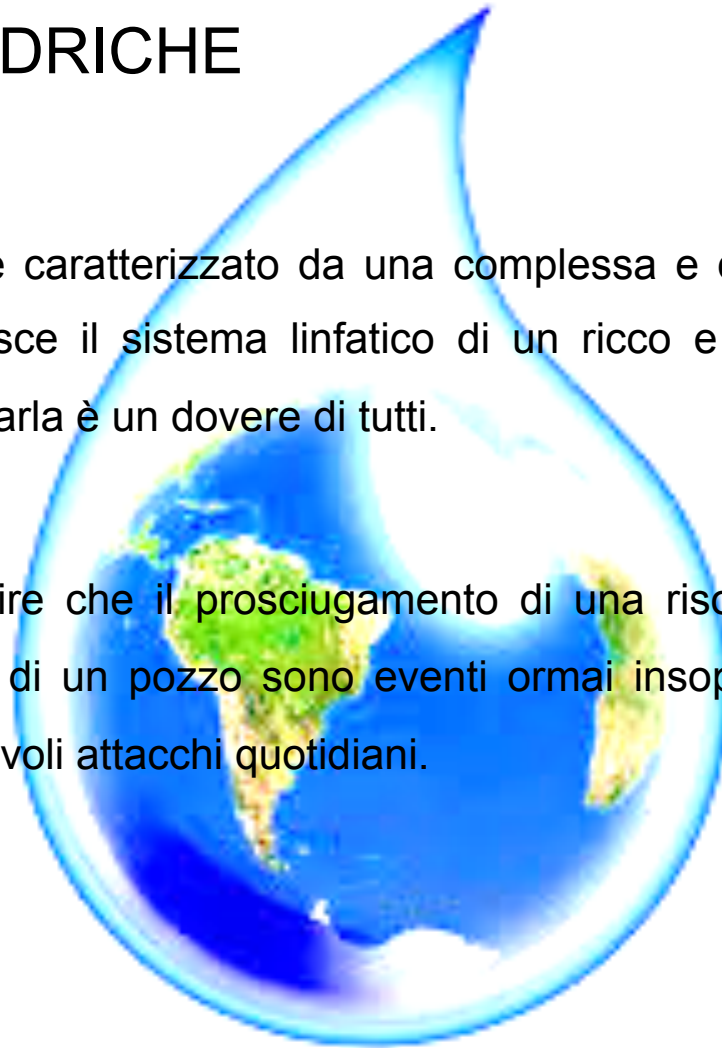 DRICHE
è caratterizzato da una complessa e
sce il sistema linfatico di un ricco e
arla è un dovere di tutti.
ire che il prosciugamento di una riso
di un pozzo sono eventi ormai insop
voli attacchi quotidiani.